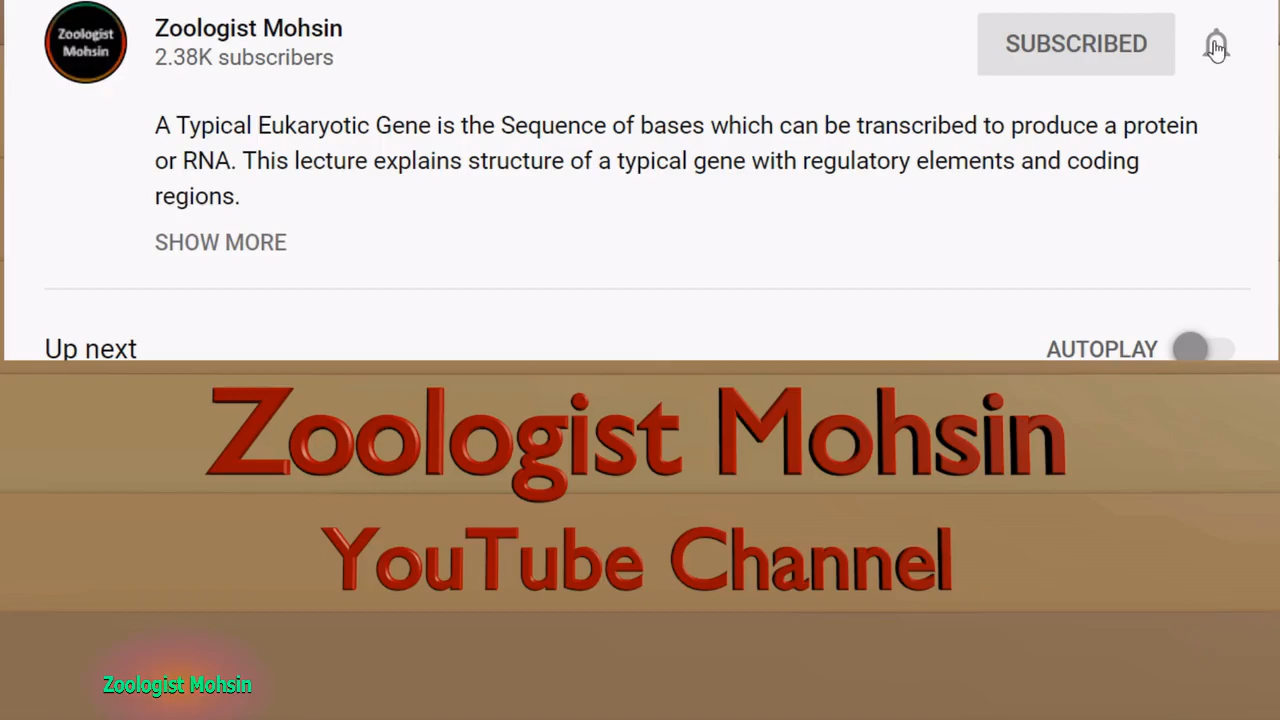 Zoologist
Mohsin
Zoologist Mohsin
2.38K subscribers
SUBSCRIBED
A Typical Eukaryotic Gene is the Sequence of bases which can be transcribed to produce a protein
or RNA. This lecture explains structure of a typical gene with regulatory elements and coding
regions.
SHOW MORE
Up next
AUTOPLAY
Zoologist Mohsin
YouTube Channel
Zoologist Mohsin